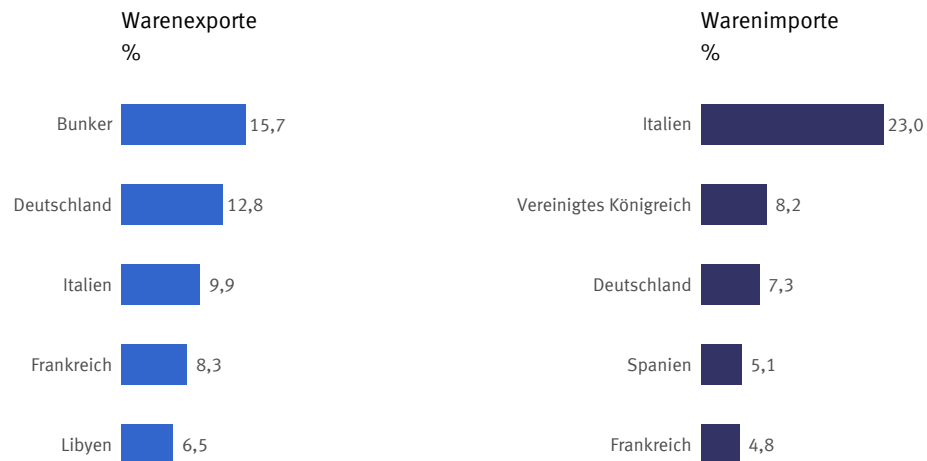 Warenexporte
%
Bunker 15,7
Deutschland 12,8
Italien 9,9
Frankreich 8,3
Libyen 6,5
Warenimporte
%
Italien 23,0
Vereinigtes Königreich 8,2
Deutschland 7,3
Spanien 5,1
Frankreich 4,8